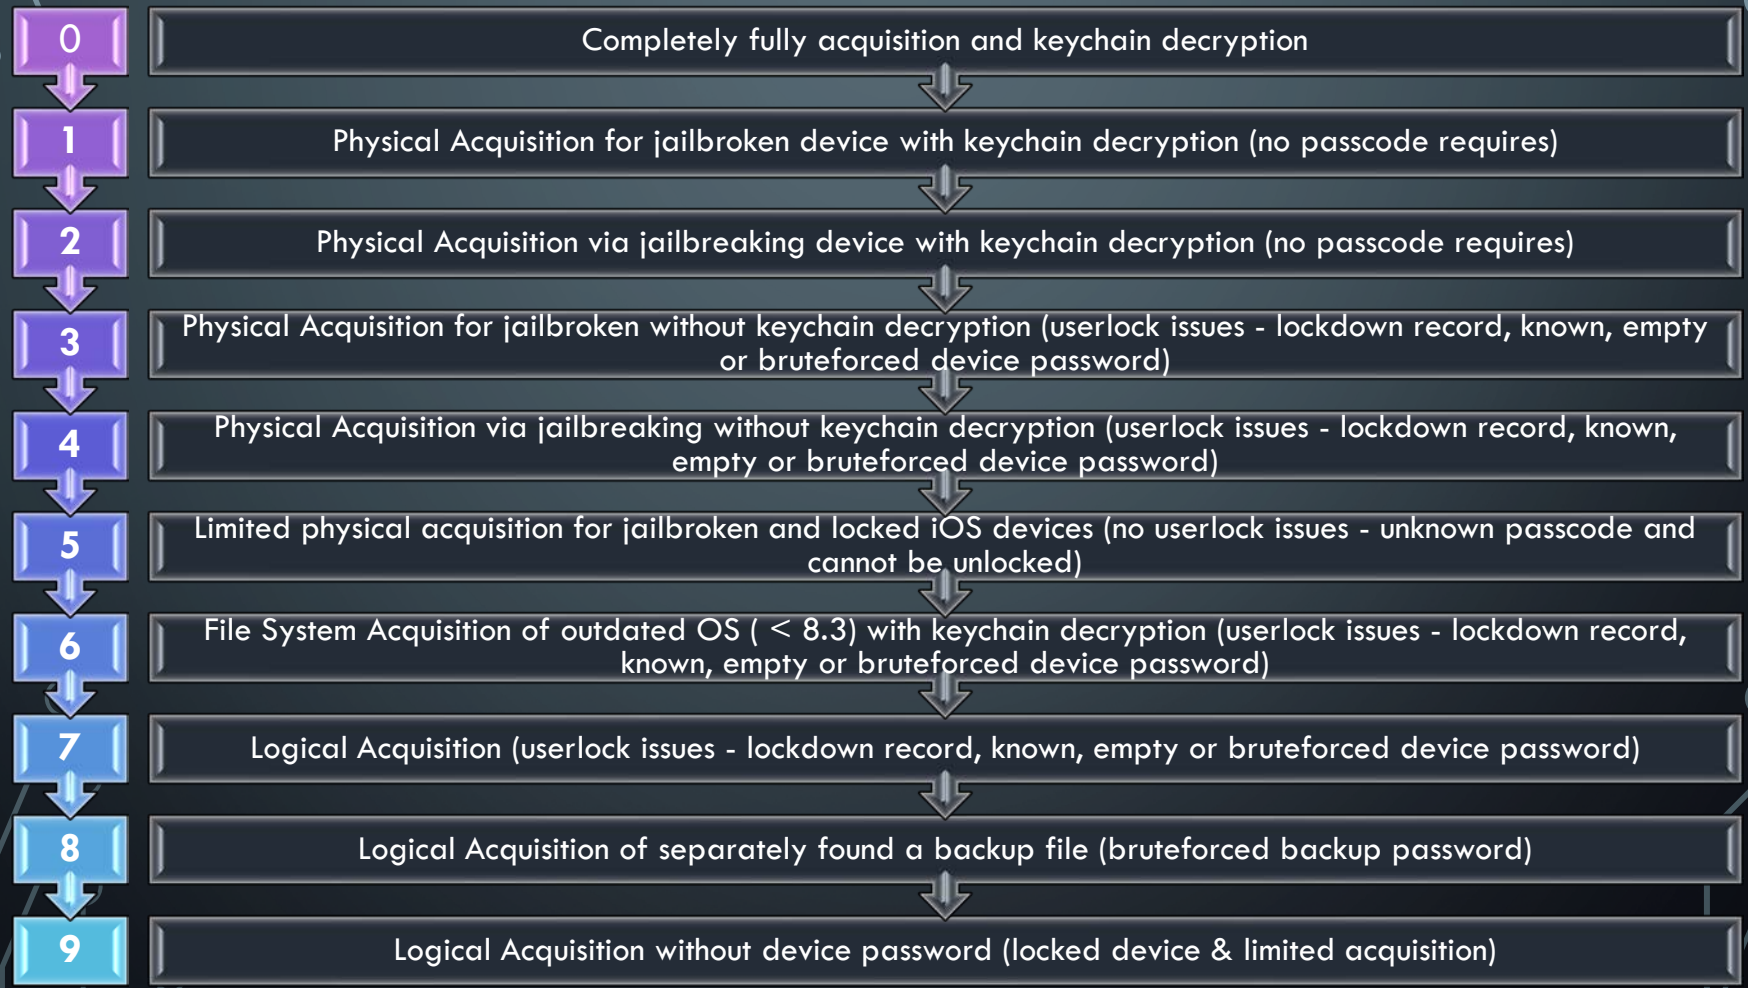 0
Completely fully acquisition and keychain decryption
1
Physical Acquisition for jailbroken device with keychain decryption (no passcode requires)
2
Physical Acquisition via jailbreaking device with keychain decryption (no passcode requires)
3
Physical Acquisition for jailbroken without keychain decryption (userlock issues - lockdown record, known, empty
or bruteforced device password)
4
Physical Acquisition via jailbreaking without keychain decryption (userlock issues - lockdown record, known,
empty or bruteforced device password)
5
Limited physical acquisition for jailbroken and locked iOS devices (no userlock issues - unknown passcode and
cannot be unlocked)
6
File System Acquisition of outdated OS ( < 8.3) with keychain decryption (userlock issues - lockdown record,
known, empty or bruteforced device password)
7
Logical Acquisition (userlock issues - lockdown record, known, empty or bruteforced device password)
8
Logical Acquisition of separately found a backup file (bruteforced backup password)
9
Logical Acquisition without device password (locked device & limited acquisition)